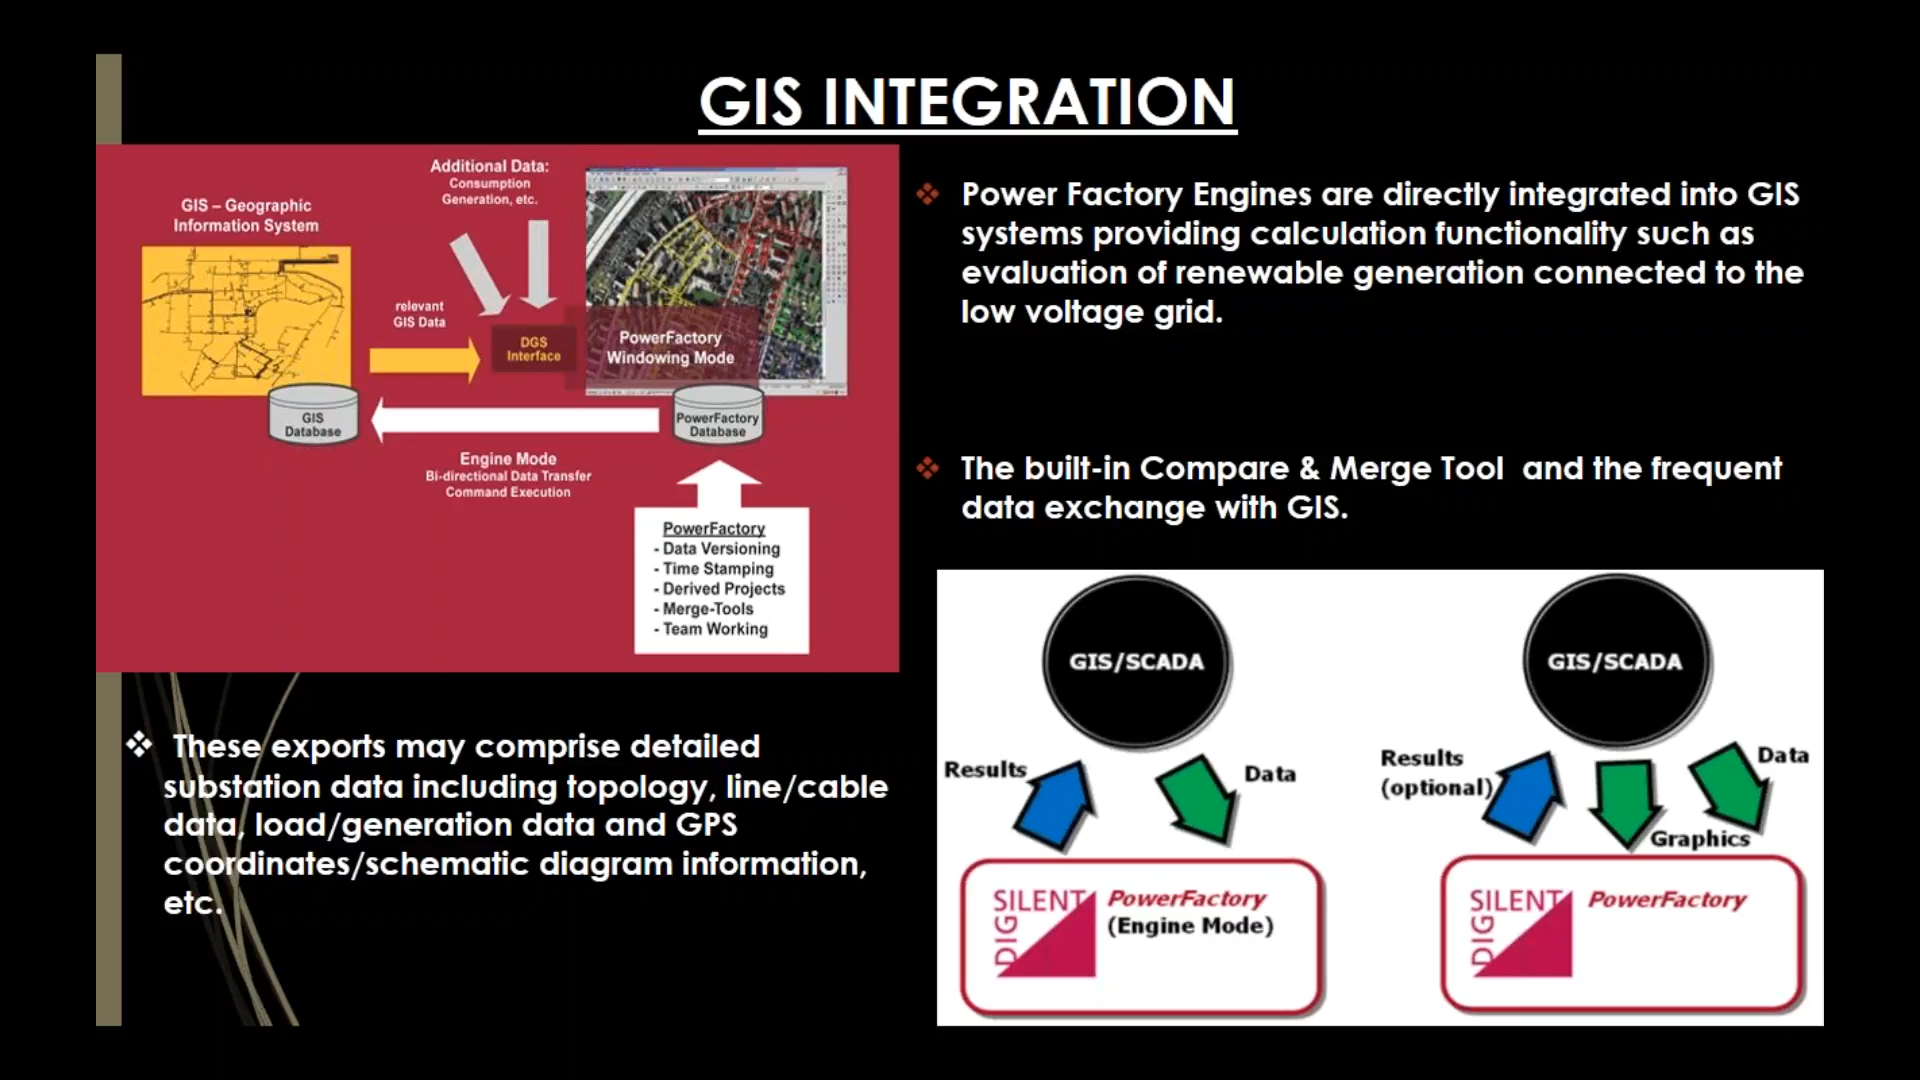 GIS INTEGRATION
Additional Data:
Consumption
Generation, etc.
GIS – Geographic
Information System
relevant
GIS Data
DGS
Interface
PowerFactory
Windowing Mode
GIS
Database
PowerFactory
Database
Engine Mode
Bi-directional Data Transfer
Command Execution
PowerFactory
- Data Versioning
- Time Stamping
- Derived Projects
- Merge-Tools
- Team Working
❖ These exports may comprise detailed
substation data including topology, line/cable
data, load/generation data and GPS
coordinates/schematic diagram information,
etc.
❖ Power Factory Engines are directly integrated into GIS
systems providing calculation functionality such as
evaluation of renewable generation connected to the
low voltage grid.
❖ The built-in Compare & Merge Tool and the frequent
data exchange with GIS.
GIS/SCADA
Results
Data
DIG
SILENT
PowerFactory
(Engine Mode)
GIS/SCADA
Results
(optional)
Data
Graphics
DIG
SILENT
PowerFactory